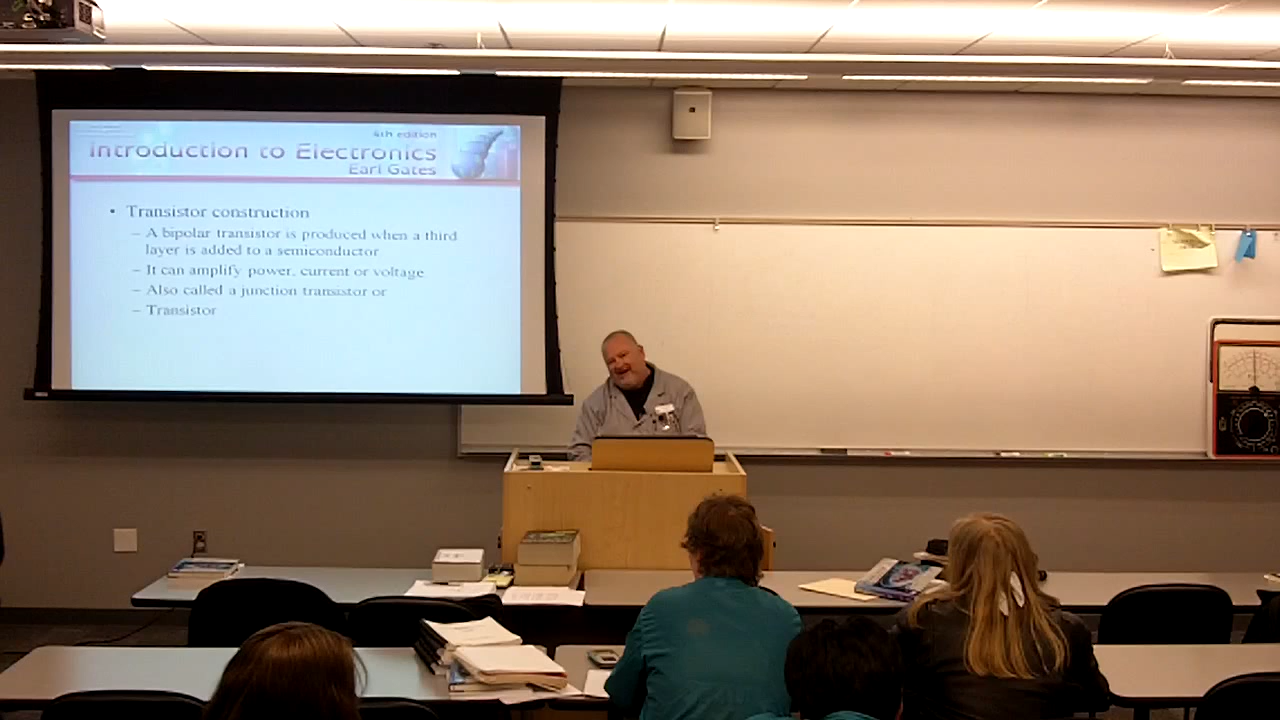 4th edition
Introduction to Electronics
Earl Gates
• Transistor construction
– A bipolar transistor is produced when a third
layer is added to a semiconductor
– It can amplify power, current or voltage
– Also called a junction transistor or
– Transistor